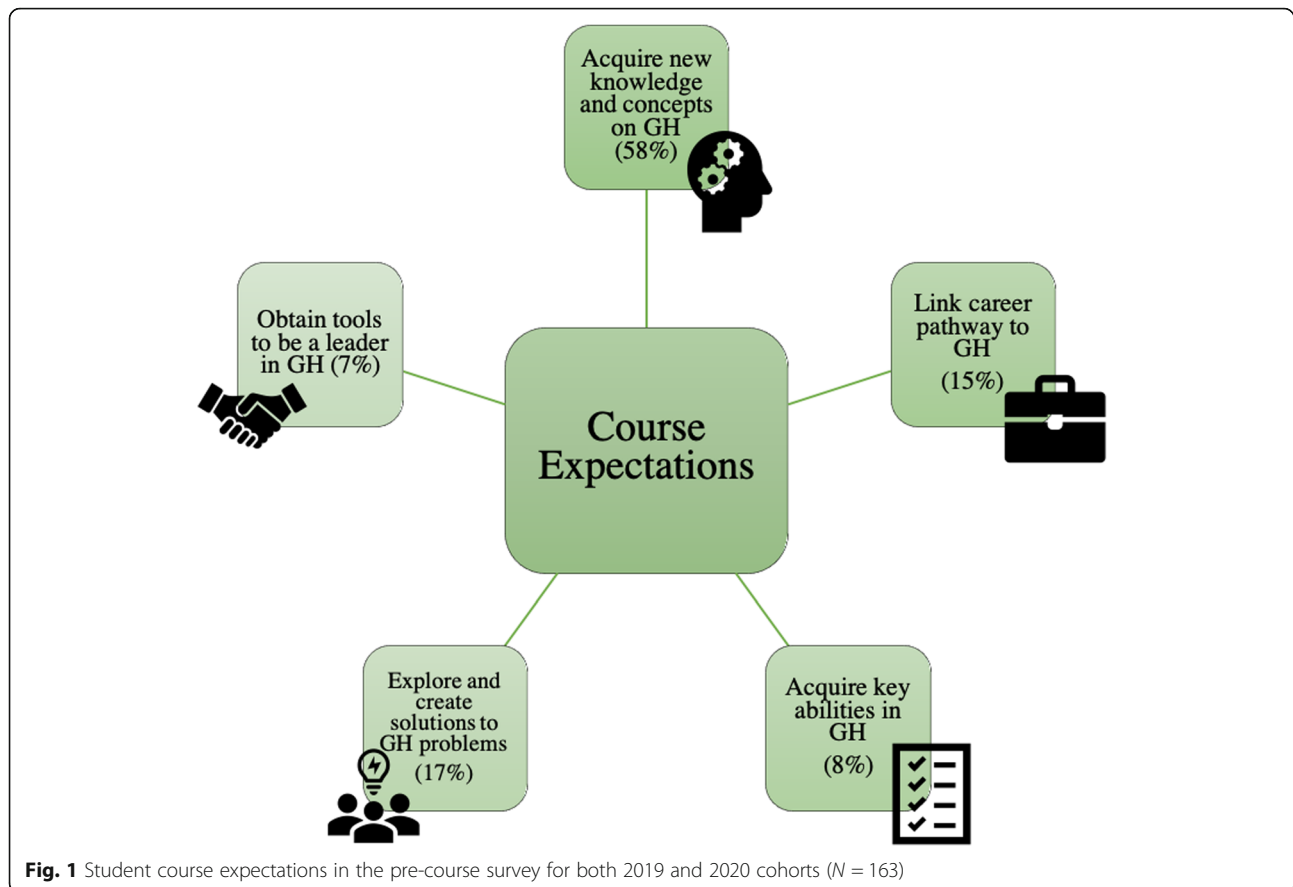 Acquire new
knowledge
and concepts
on GH
(58%)
Obtain tools
to be a leader
in GH (7%)
Link career
pathway to
GH
(15%)
Course
Expectations
Explore and
create
solutions to
GH problems
(17%)
Acquire key
abilities in
GH
(8%)
Fig. 1 Student course expectations in the pre-course survey for both 2019 and 2020 cohorts (N = 163)